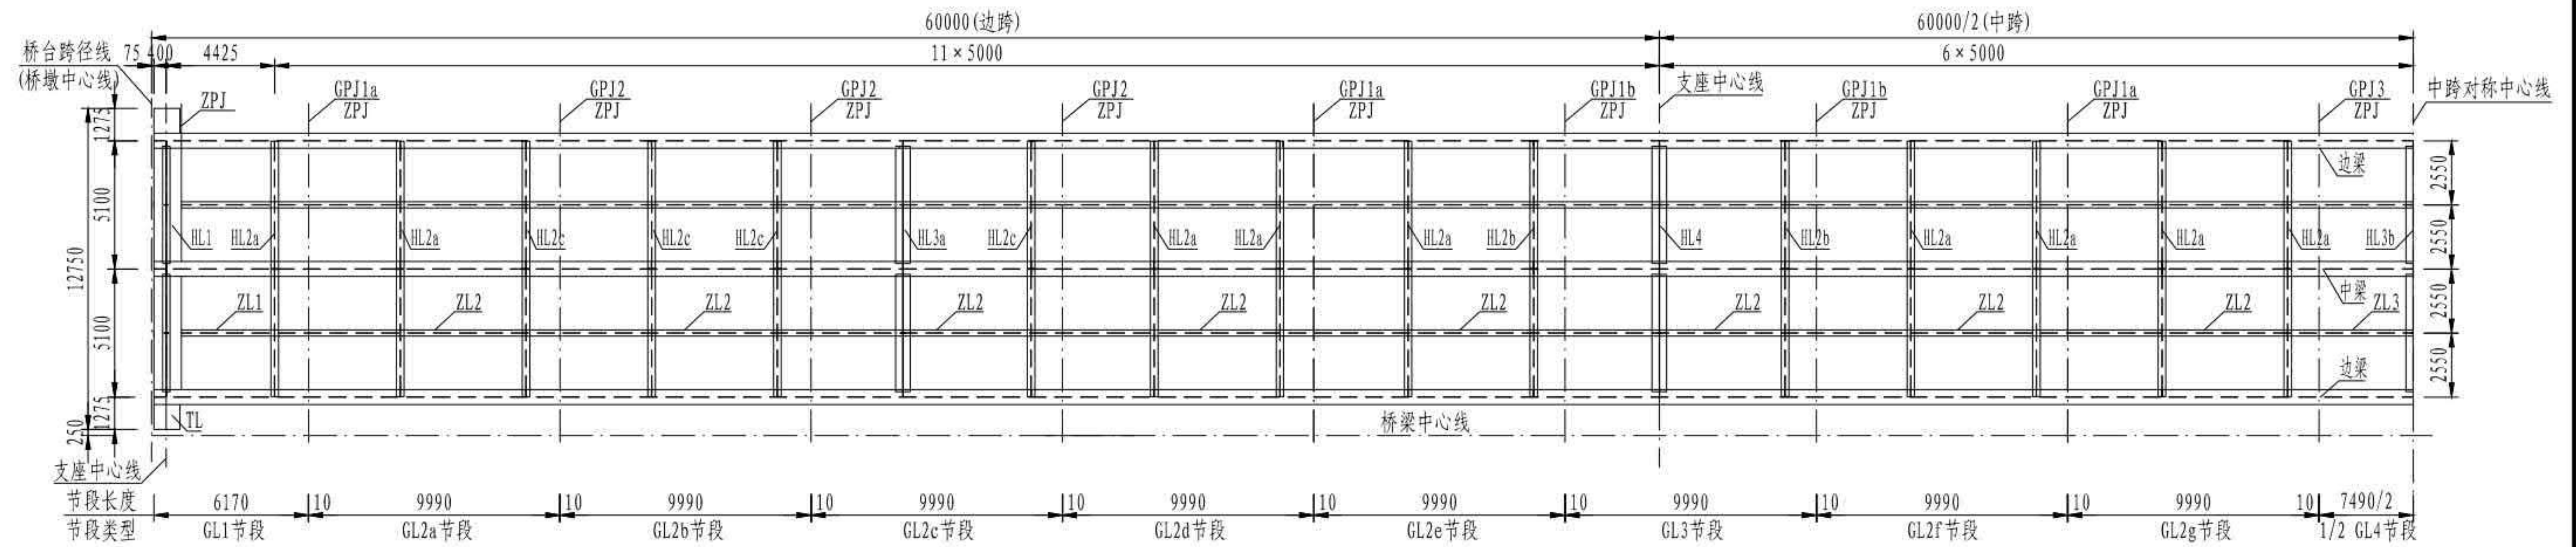 60000(边跨)
60000/2(中跨)
桥台跨径线
75 400 4425
11×5000
6×5000
(桥墩中心线)
ZPJ
GPJ1a
ZPJ
GPJ2
ZPJ
GPJ2
ZPJ
GPJ2
ZPJ
GPJ1a
ZPJ
GPJ1b
ZPJ
支座中心线
GPJ1b
ZPJ
GPJ1a
ZPJ
GPJ3
ZPJ
中跨对称中心线
1275
5100
12750
5100
1275
250
边梁
2550
HL1 HL2a HL2a HL2c HL2c HL2c HL3a HL2c HL2a HL2a HL2a HL2b HL4 HL2b HL2a HL2a HL2a HL2a HL3b
2550
中梁
2550
ZL1 ZL2 ZL2 ZL2 ZL2 ZL2 ZL2 ZL2 ZL2 ZL3
边梁
2550
TL
桥梁中心线
支座中心线
节段长度 6170 10 9990 10 9990 10 9990 10 9990 10 9990 10 9990 10 9990 10 9990 10 7490/2
节段类型 GL1节段 GL2a节段 GL2b节段 GL2c节段 GL2d节段 GL2e节段 GL3节段 GL2f节段 GL2g节段 1/2 GL4节段